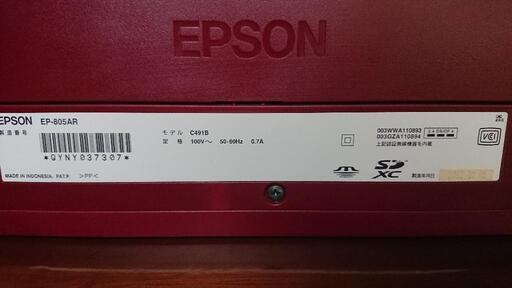 EPSON
EPSON EP-805AR
製造番号
*QYNY037307*
MADE IN INDONESIA. PAT.P. >PP<
モデル C491B
定格 100V～ 50-60Hz 0.7A
003WWA110893
003GZA110894
上記認証無線機器を内蔵
VCI
SD
XC
製造年月日